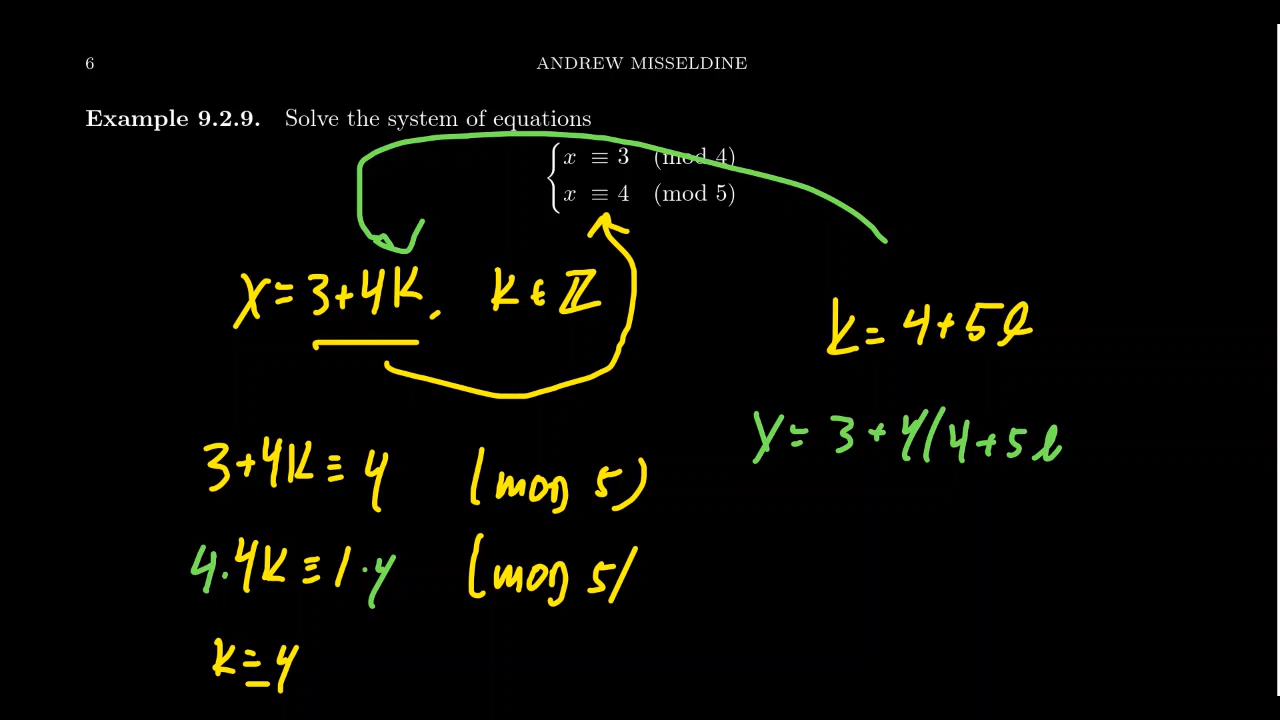 6 ANDREW MISSELDINE
Example 9.2.9. Solve the system of equations
x ≡ 3 (mod 4)
x ≡ 4 (mod 5)
x = 3+4k, k ∈ ℤ
k = 4+5l
x = 3+4(4+5l
3+4k ≡ 4 (mod 5)
4·4k ≡ 1·4 (mod 5)
k ≡ 4